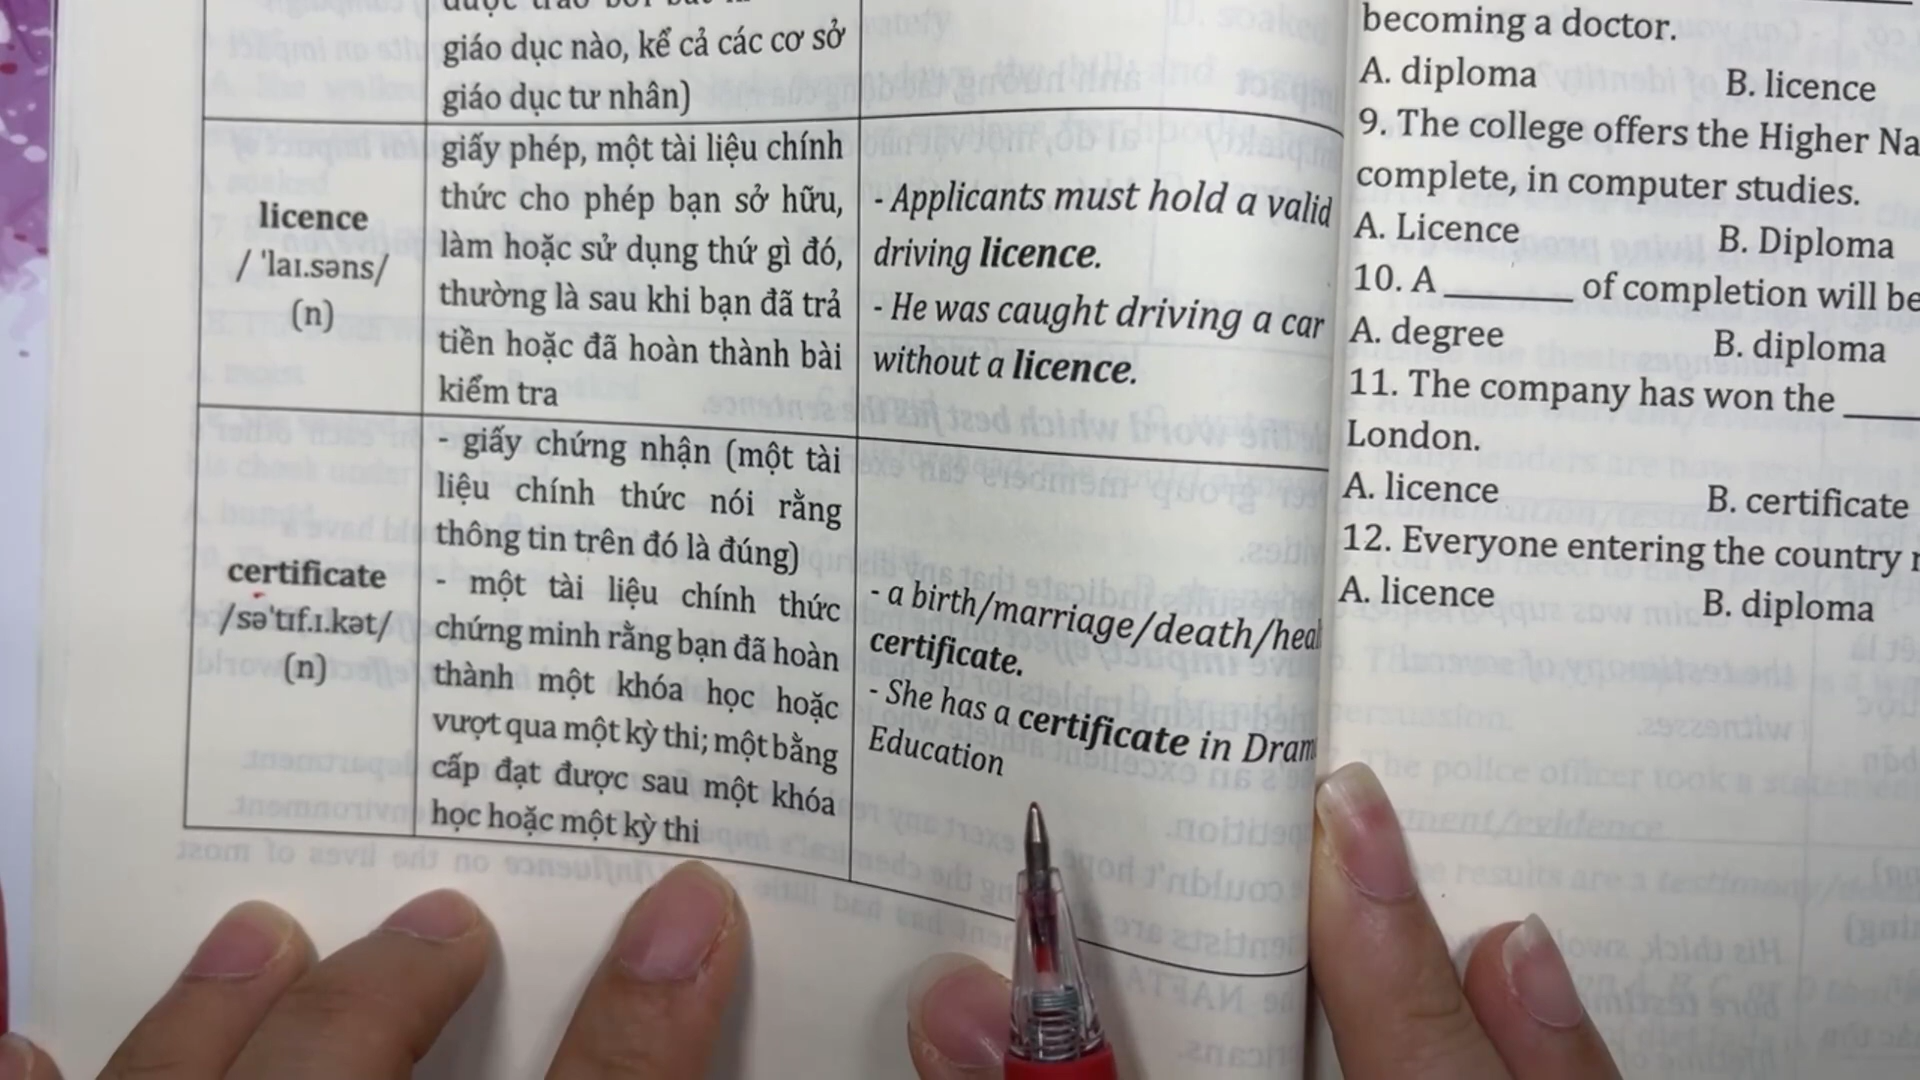 giáo dục nào, kể cả các cơ sở
giáo dục tư nhân)
licence
/ ˈlaɪ.səns/
(n)
giấy phép, một tài liệu chính
thức cho phép bạn sở hữu,
làm hoặc sử dụng thứ gì đó,
thường là sau khi bạn đã trả
tiền hoặc đã hoàn thành bài
kiểm tra
- Applicants must hold a valid
driving licence.
- He was caught driving a car
without a licence.
certificate
/səˈtɪf.ɪ.kət/
(n)
- giấy chứng nhận (một tài
liệu chính thức nói rằng
thông tin trên đó là đúng)
- một tài liệu chính thức
chứng minh rằng bạn đã hoàn
thành một khóa học hoặc
vượt qua một kỳ thi; một bằng
cấp đạt được sau một khóa
học hoặc một kỳ thi
- a birth/marriage/death/heal
certificate.
- She has a certificate in Dram
Education
becoming a doctor.
A. diploma B. licence
9. The college offers the Higher Na
complete, in computer studies.
A. Licence B. Diploma
10. A ________ of completion will be
A. degree B. diploma
11. The company has won the ____
London.
A. licence B. certificate
12. Everyone entering the country
A. licence B. diploma